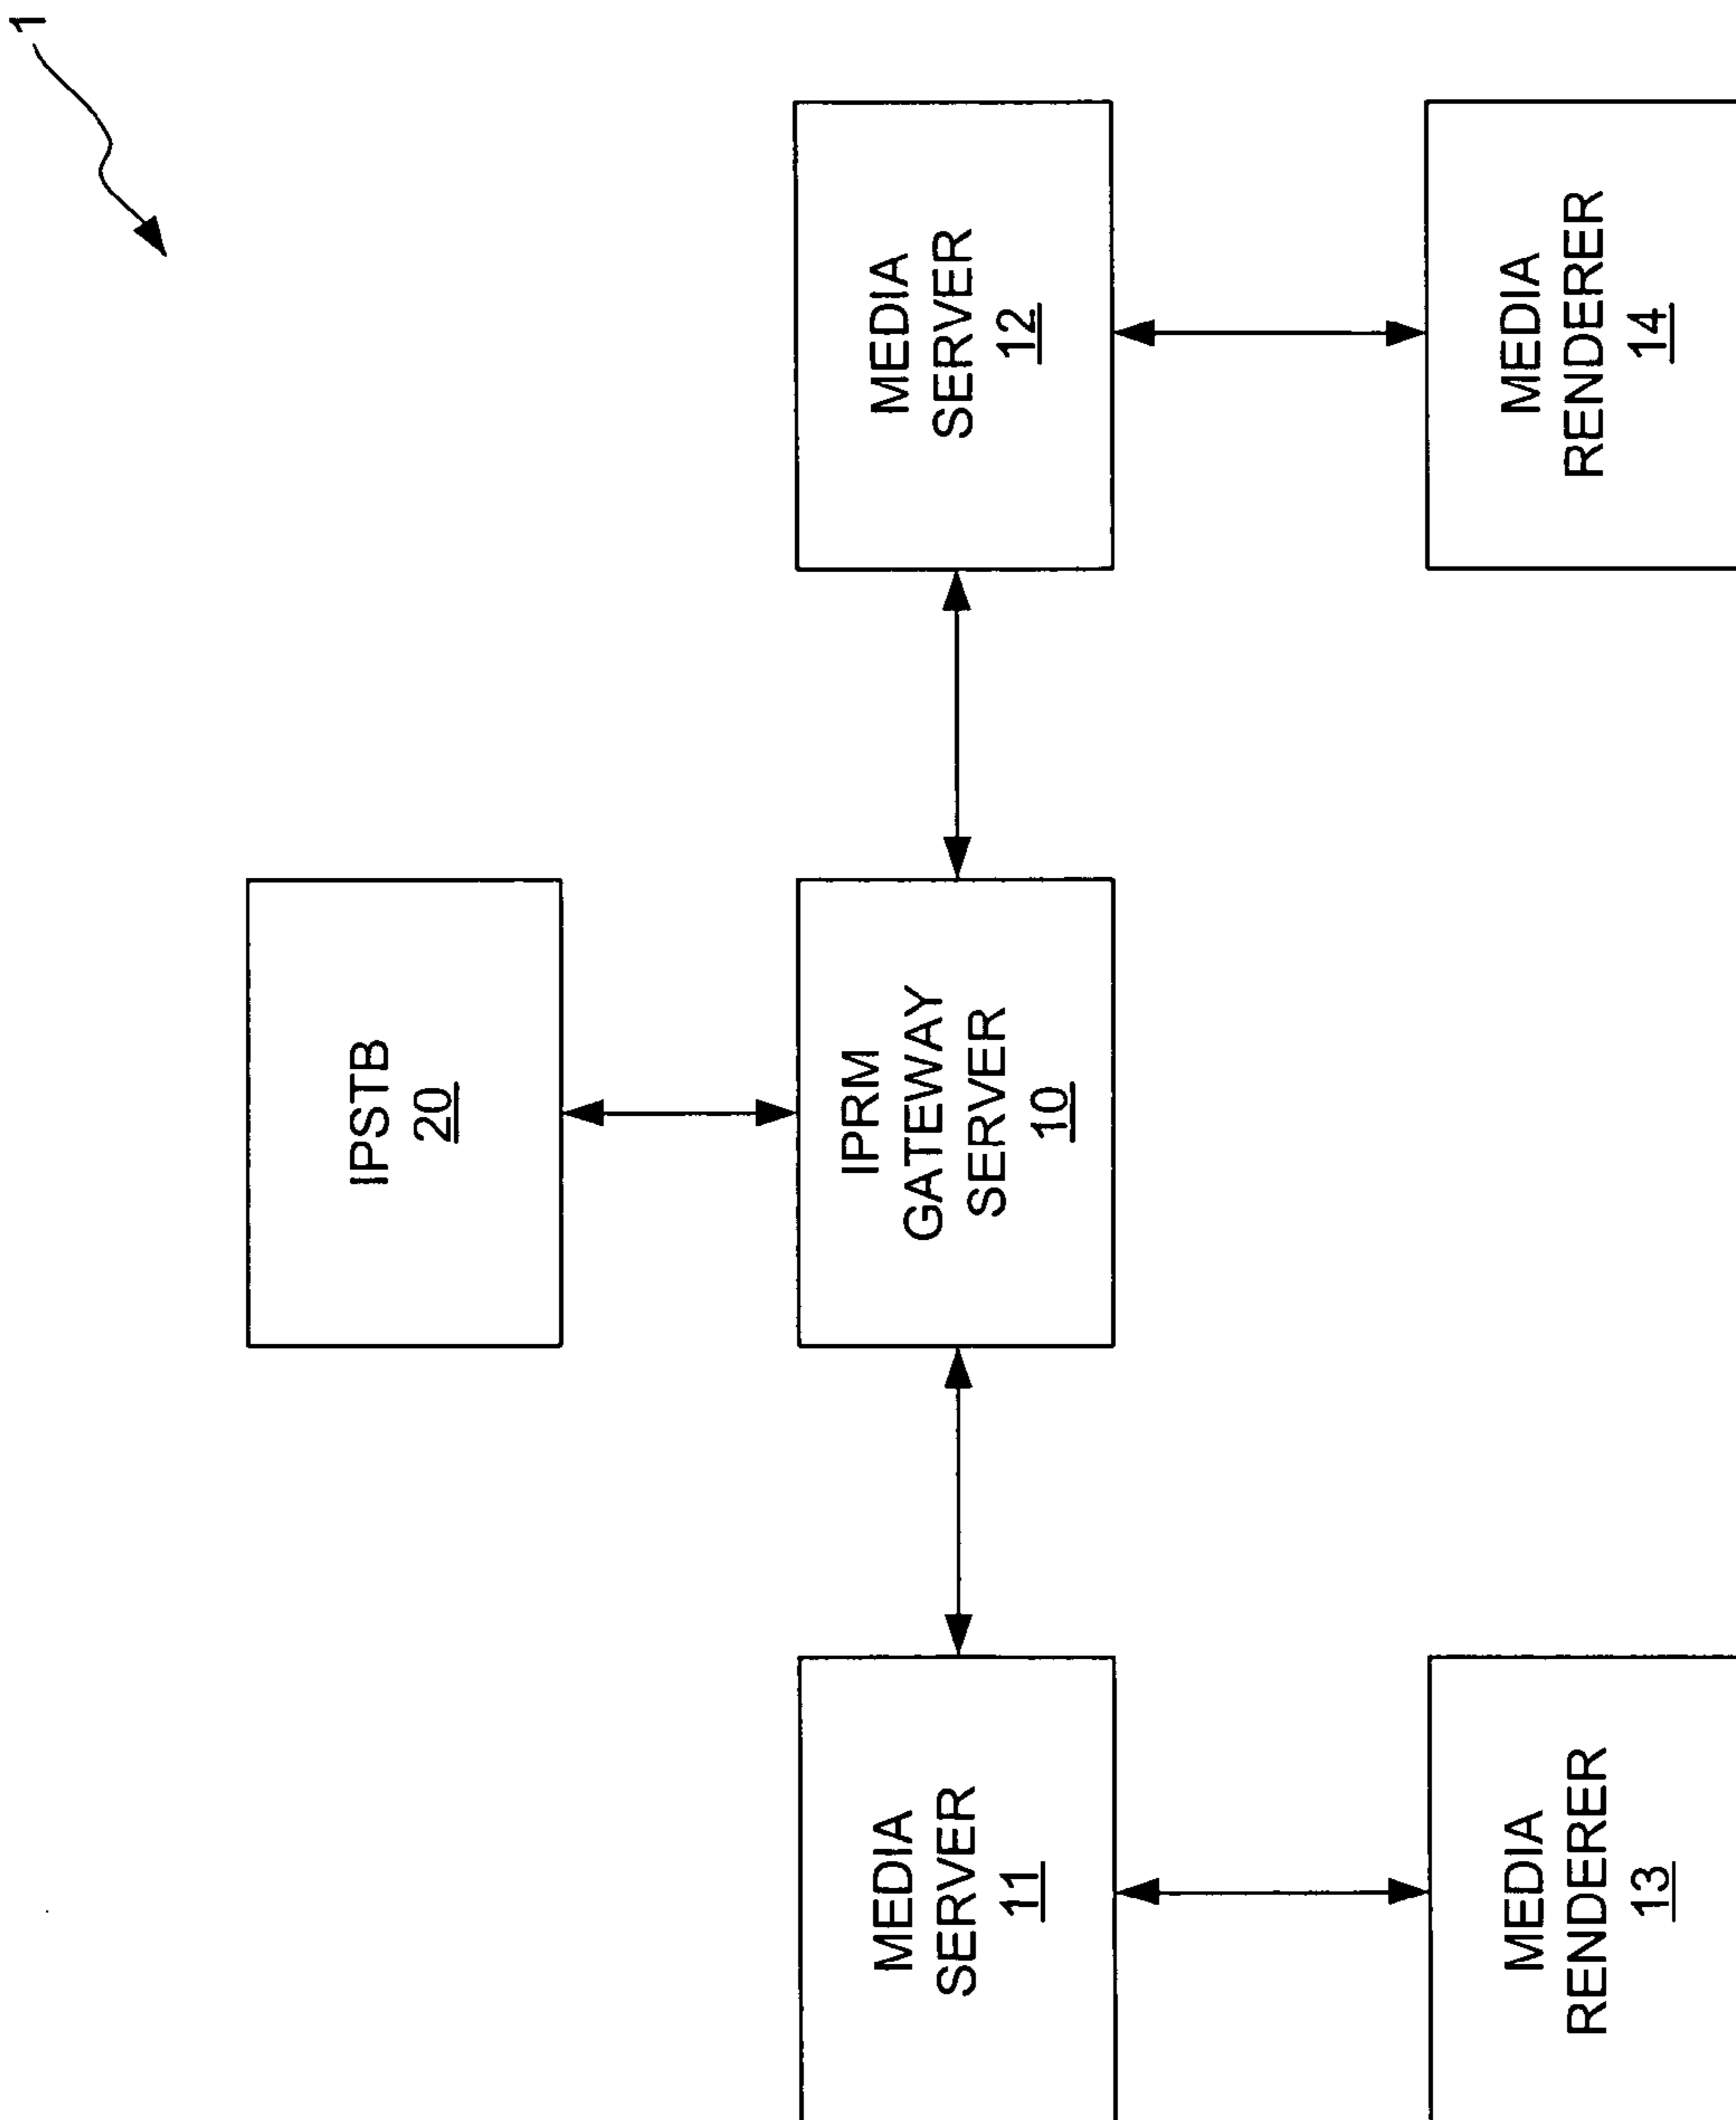 1
IPSTB
20
MEDIA
SERVER
11
IPRM
GATEWAY
SERVER
10
MEDIA
SERVER
12
MEDIA
RENDERER
13
MEDIA
RENDERER
14